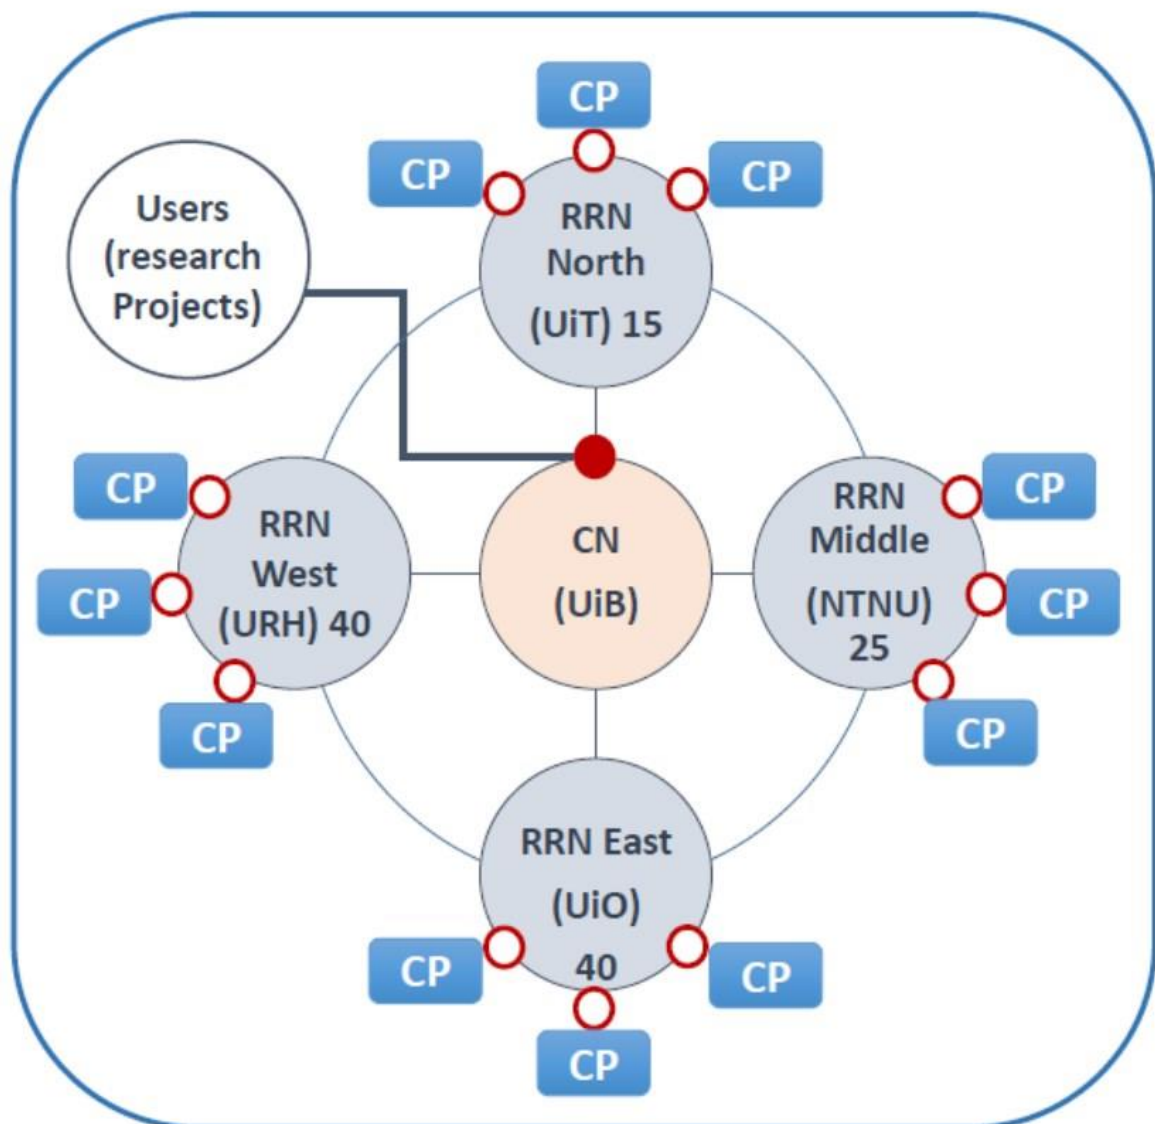 CP
CP
CP
Users
(research
Projects)
RRN
North
(UiT) 15
CP
CP
CP
RRN
West
(URH) 40
CN
(UiB)
RRN
Middle
(NTNU)
25
CP
CP
CP
RRN East
(UiO)
40
CP
CP
CP